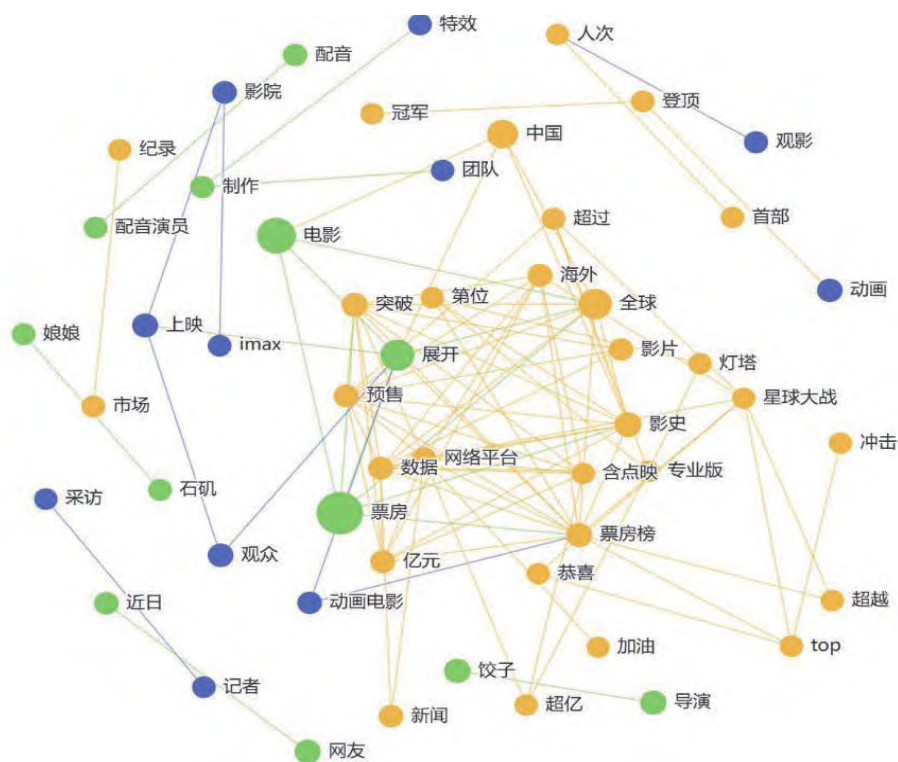 特效
人次
配音
影院
登顶
冠军
中国
观影
纪录
团队
制作
首部
超过
配音演员
电影
海外
动画
突破
第位
全球
上映
娘娘
imax
展开
影片
灯塔
预售
星球大战
市场
影史
冲击
网络平台
数据
含点映
专业版
石矶
采访
票房
票房榜
观众
亿元
恭喜
近日
动画电影
超越
加油
top
饺子
记者
导演
超亿
新闻
网友